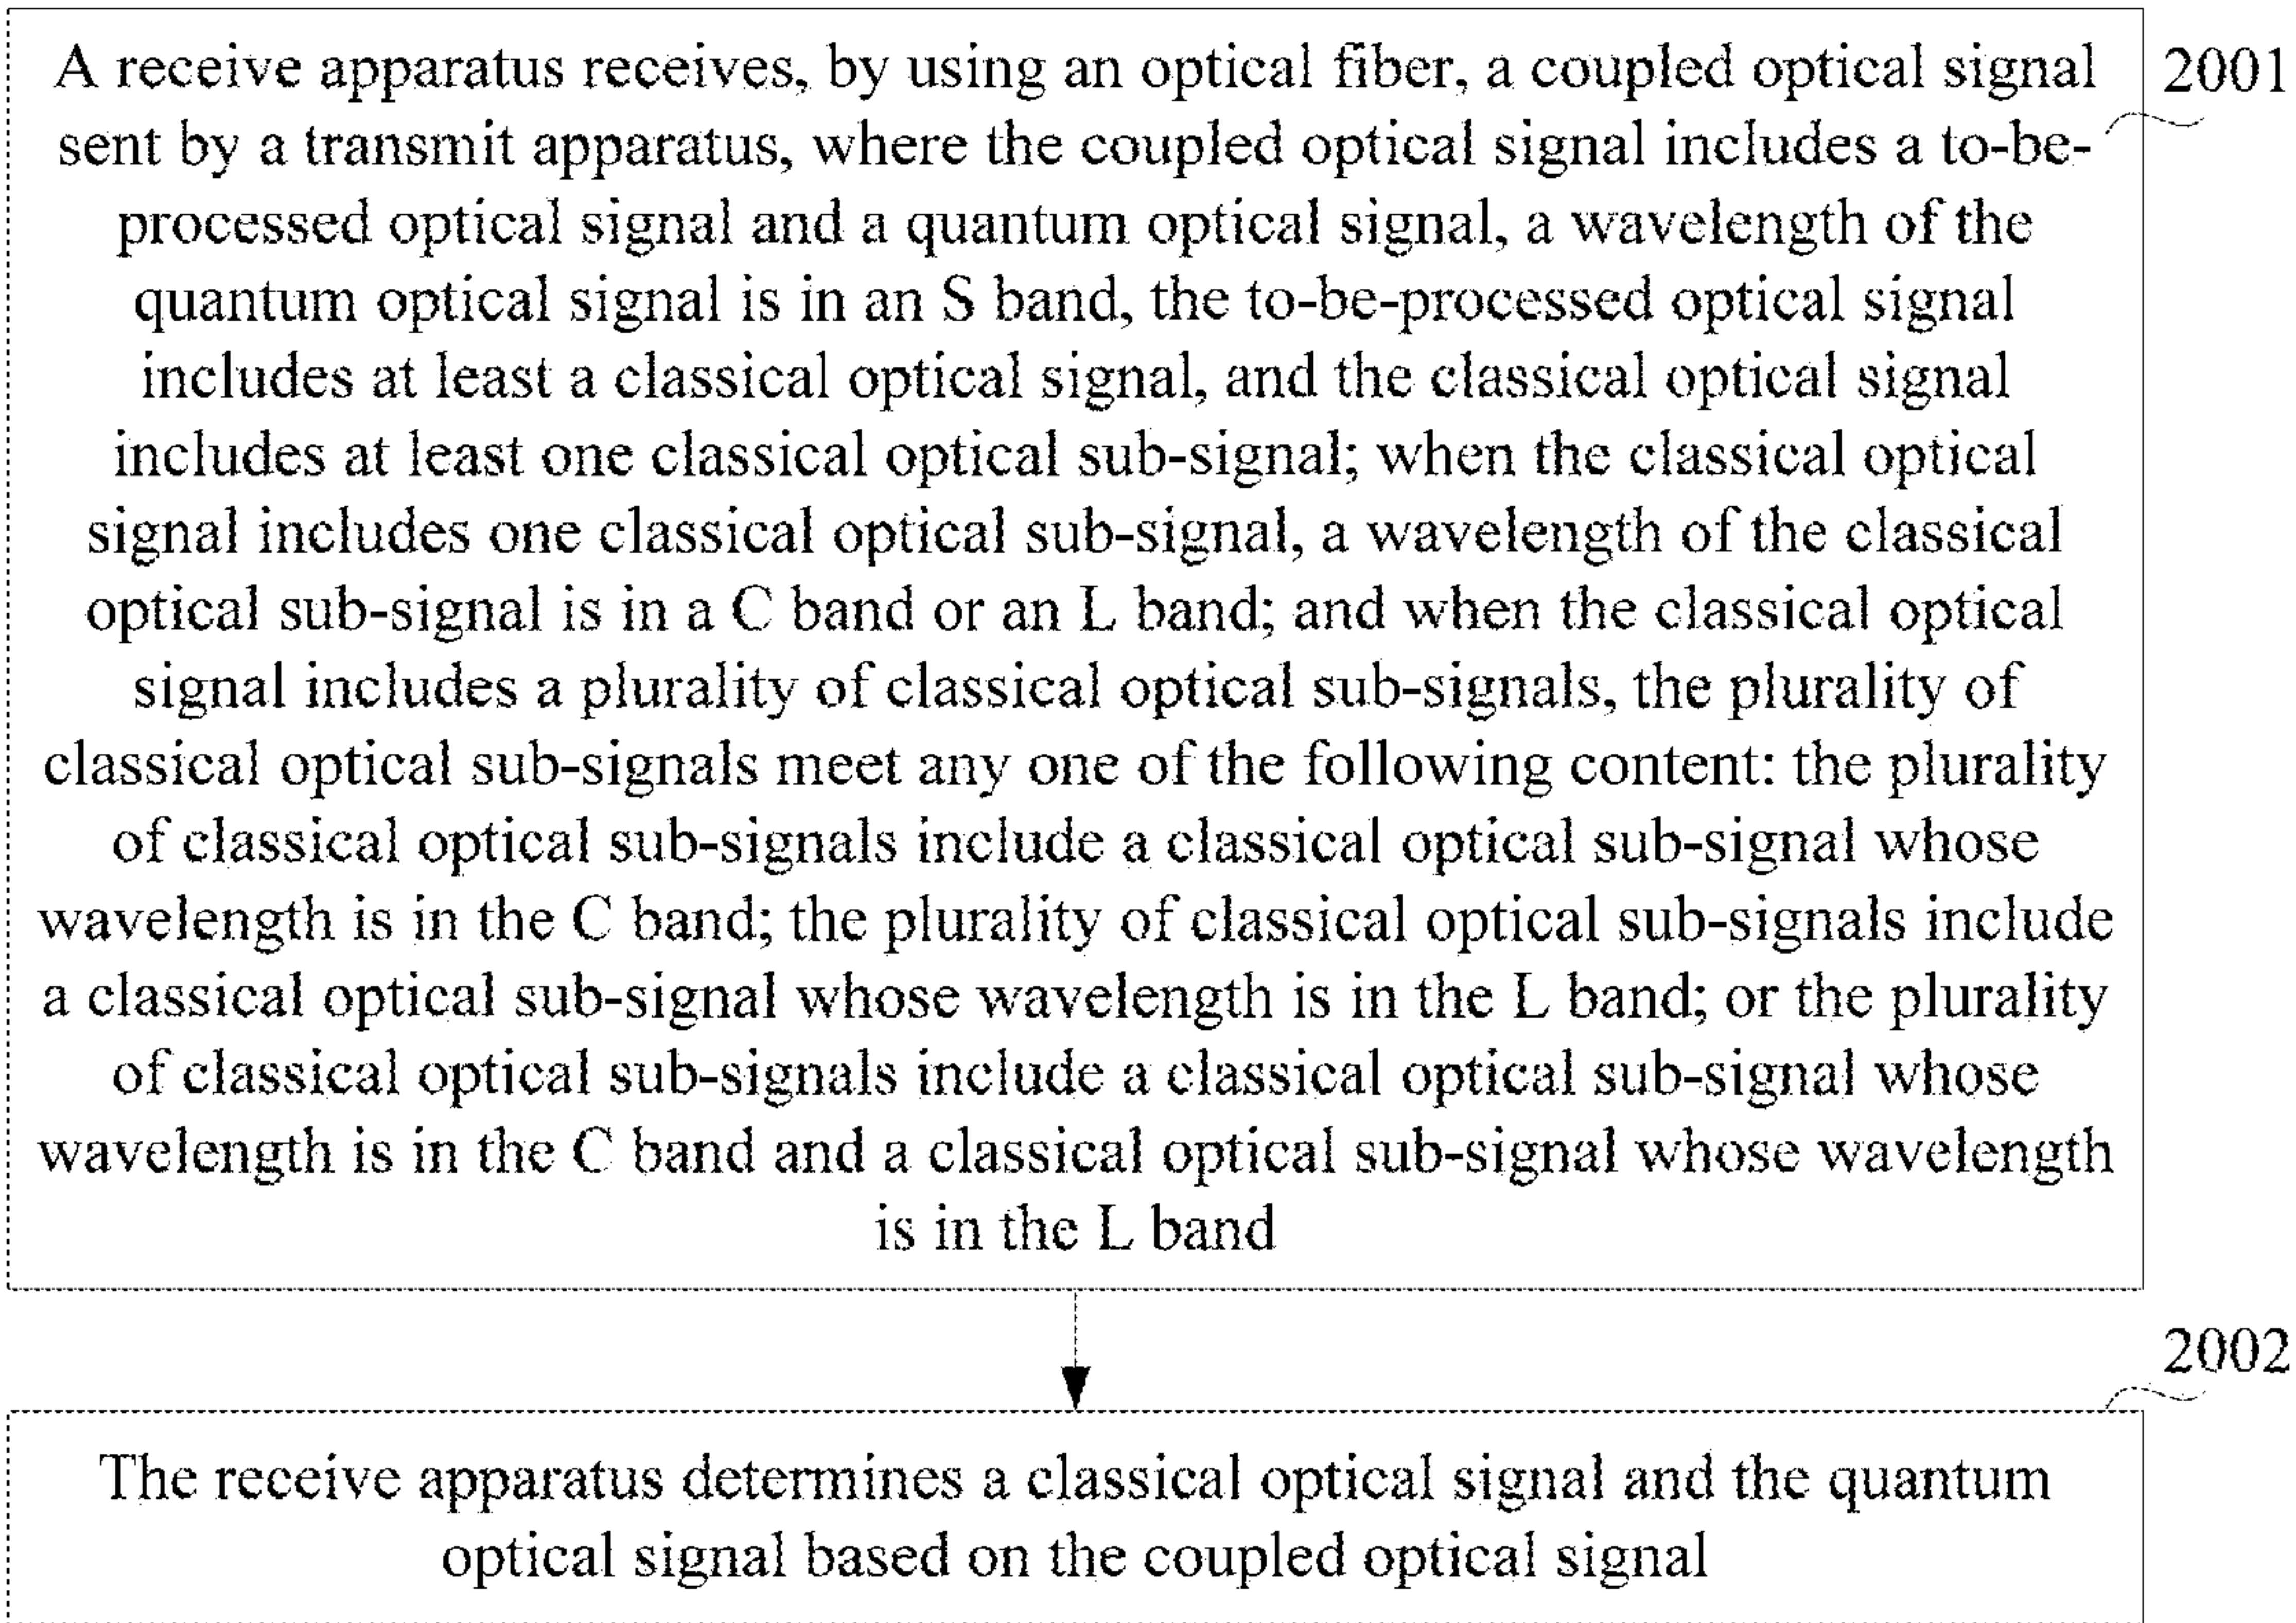 A receive apparatus receives, by using an optical fiber, a coupled optical signal
2001
sent by a transmit apparatus, where the coupled optical signal includes a to-be-
processed optical signal and a quantum optical signal, a wavelength of the
quantum optical signal is in an S band, the to-be-processed optical signal
includes at least a classical optical signal, and the classical optical signal
includes at least one classical optical sub-signal; when the classical optical
signal includes one classical optical sub-signal, a wavelength of the classical
optical sub-signal is in a C band or an L band; and when the classical optical
signal includes a plurality of classical optical sub-signals, the plurality of
classical optical sub-signals meet any one of the following content: the plurality
of classical optical sub-signals include a classical optical sub-signal whose
wavelength is in the C band; the plurality of classical optical sub-signals include
a classical optical sub-signal whose wavelength is in the L band; or the plurality
of classical optical sub-signals include a classical optical sub-signal whose
wavelength is in the C band and a classical optical sub-signal whose wavelength
is in the L band
2002
The receive apparatus determines a classical optical signal and the quantum
optical signal based on the coupled optical signal